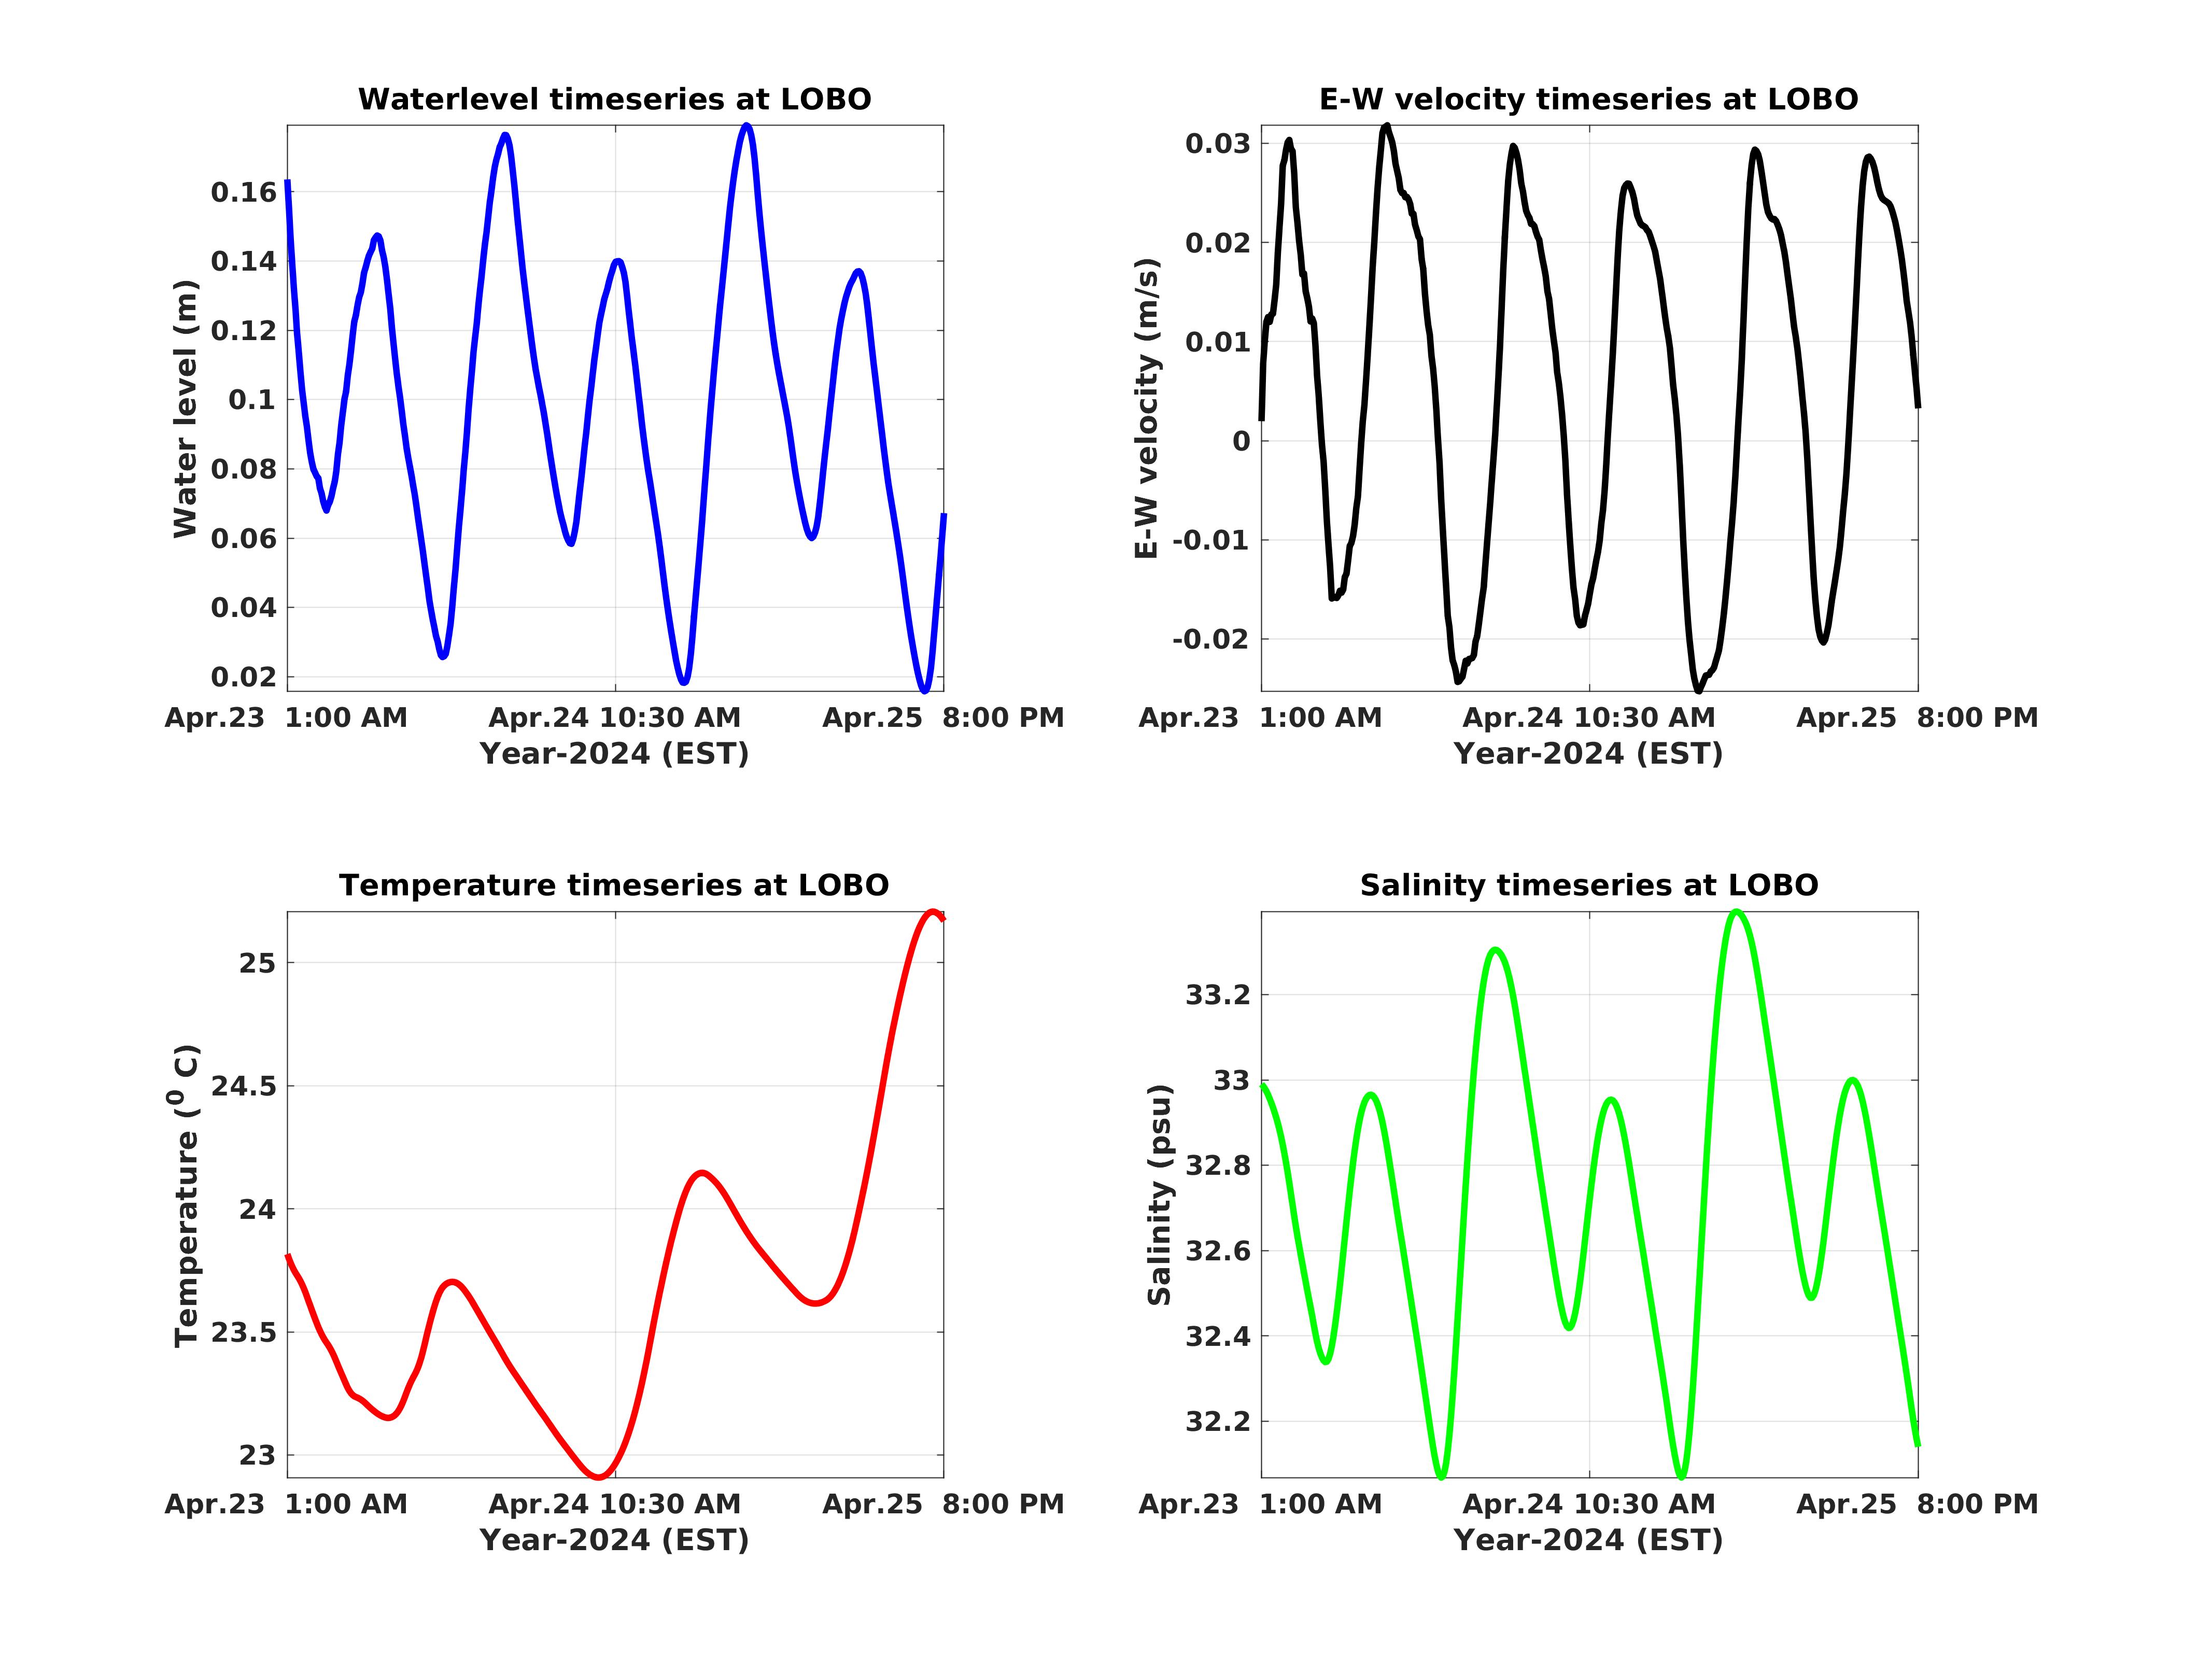 Waterlevel timeseries at LOBO
Water level (m)
0.16
0.14
0.12
0.1
0.08
0.06
0.04
0.02
Apr.23 1:00 AM Apr.24 10:30 AM Apr.25 8:00 PM
Year-2024 (EST)
E-W velocity timeseries at LOBO
E-W velocity (m/s)
0.03
0.02
0.01
0
-0.01
-0.02
Apr.23 1:00 AM Apr.24 10:30 AM Apr.25 8:00 PM
Year-2024 (EST)
Temperature timeseries at LOBO
Temperature (⁰ C)
25
24.5
24
23.5
23
Apr.23 1:00 AM Apr.24 10:30 AM Apr.25 8:00 PM
Year-2024 (EST)
Salinity timeseries at LOBO
Salinity (psu)
33.2
33
32.8
32.6
32.4
32.2
Apr.23 1:00 AM Apr.24 10:30 AM Apr.25 8:00 PM
Year-2024 (EST)